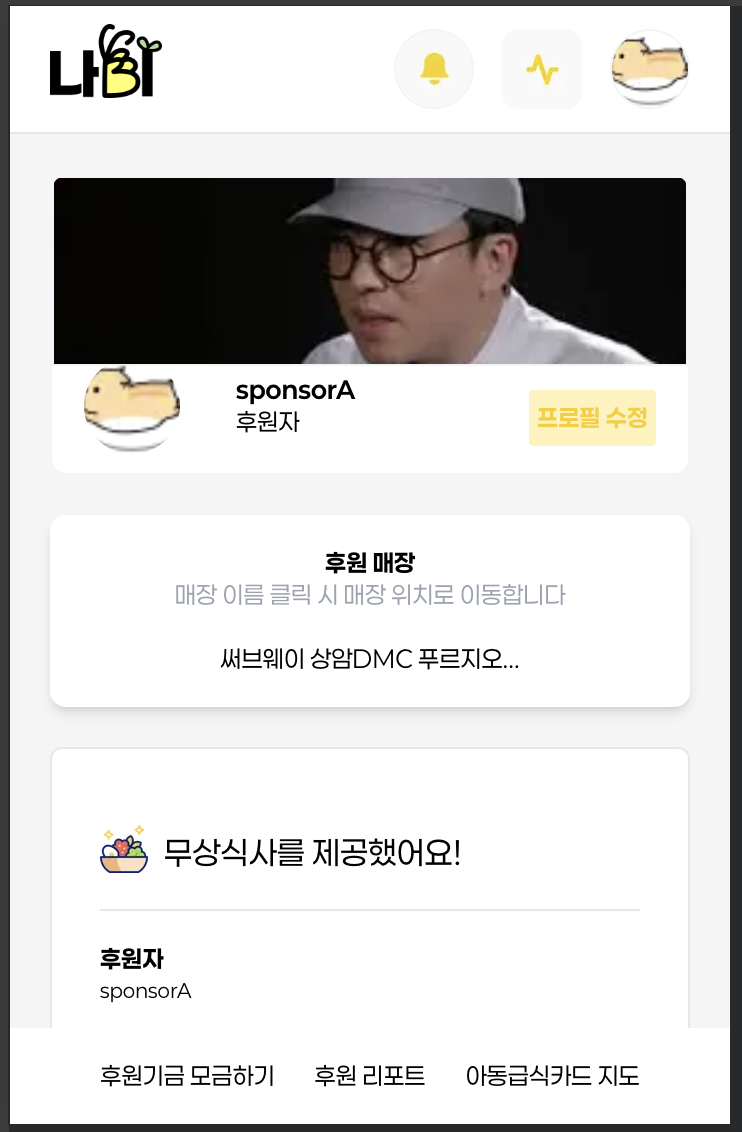 나비
sponsorA
후원자
프로필 수정
후원 매장
매장 이름 클릭 시 매장 위치로 이동합니다
써브웨이 상암DMC 푸르지오...
무상식사를 제공했어요!
후원자
sponsorA
후원기금 모금하기 후원 리포트 아동급식카드 지도